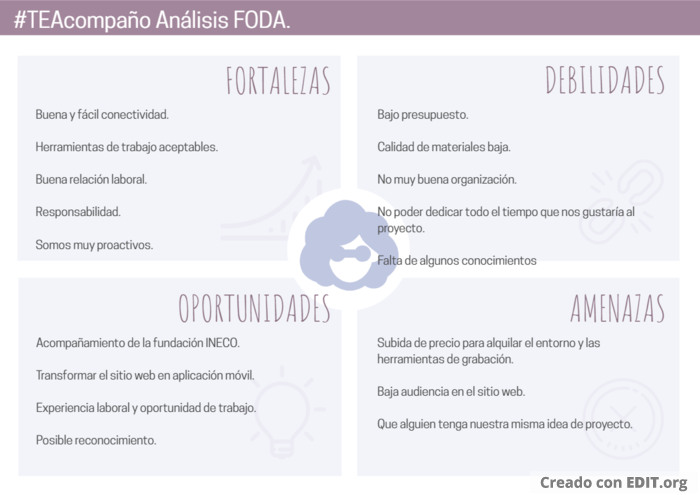 #TEAcompaño Análisis FODA.
FORTALEZAS
Buena y fácil conectividad.
Herramientas de trabajo aceptables.
Buena relación laboral.
Responsabilidad.
Somos muy proactivos.
DEBILIDADES
Bajo presupuesto.
Calidad de materiales baja.
No muy buena organización.
No poder dedicar todo el tiempo que nos gustaría al
proyecto.
Falta de algunos conocimientos
OPORTUNIDADES
Acompañamiento de la fundación INECO.
Transformar el sitio web en aplicación móvil.
Experiencia laboral y oportunidad de trabajo.
Posible reconocimiento.
AMENAZAS
Subida de precio para alquilar el entorno y las
herramientas de grabación.
Baja audiencia en el sitio web.
Que alguien tenga nuestra misma idea de proyecto.
Creado con EDIT.org